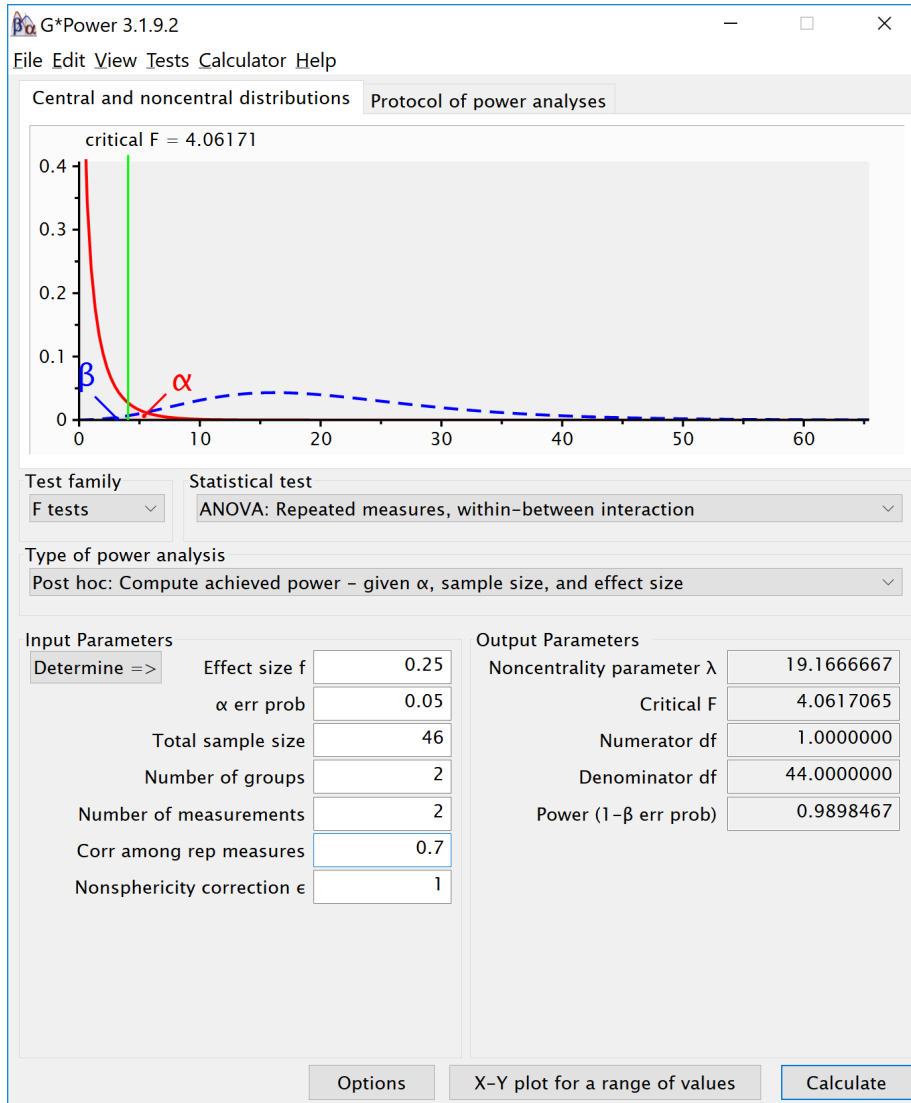 βα G*Power 3.1.9.2
File Edit View Tests Calculator Help
Central and noncentral distributions Protocol of power analyses
critical F = 4.06171
0.4
0.3
0.2
0.1
β α
0
0 10 20 30 40 50 60
Test family Statistical test
F tests ANOVA: Repeated measures, within-between interaction
Type of power analysis
Post hoc: Compute achieved power – given α, sample size, and effect size
Input Parameters Output Parameters
Determine => Effect size f 0.25 Noncentrality parameter λ 19.1666667
α err prob 0.05 Critical F 4.0617065
Total sample size 46 Numerator df 1.0000000
Number of groups 2 Denominator df 44.0000000
Number of measurements 2 Power (1-β err prob) 0.9898467
Corr among rep measures 0.7
Nonsphericity correction ϵ 1
Options X-Y plot for a range of values Calculate